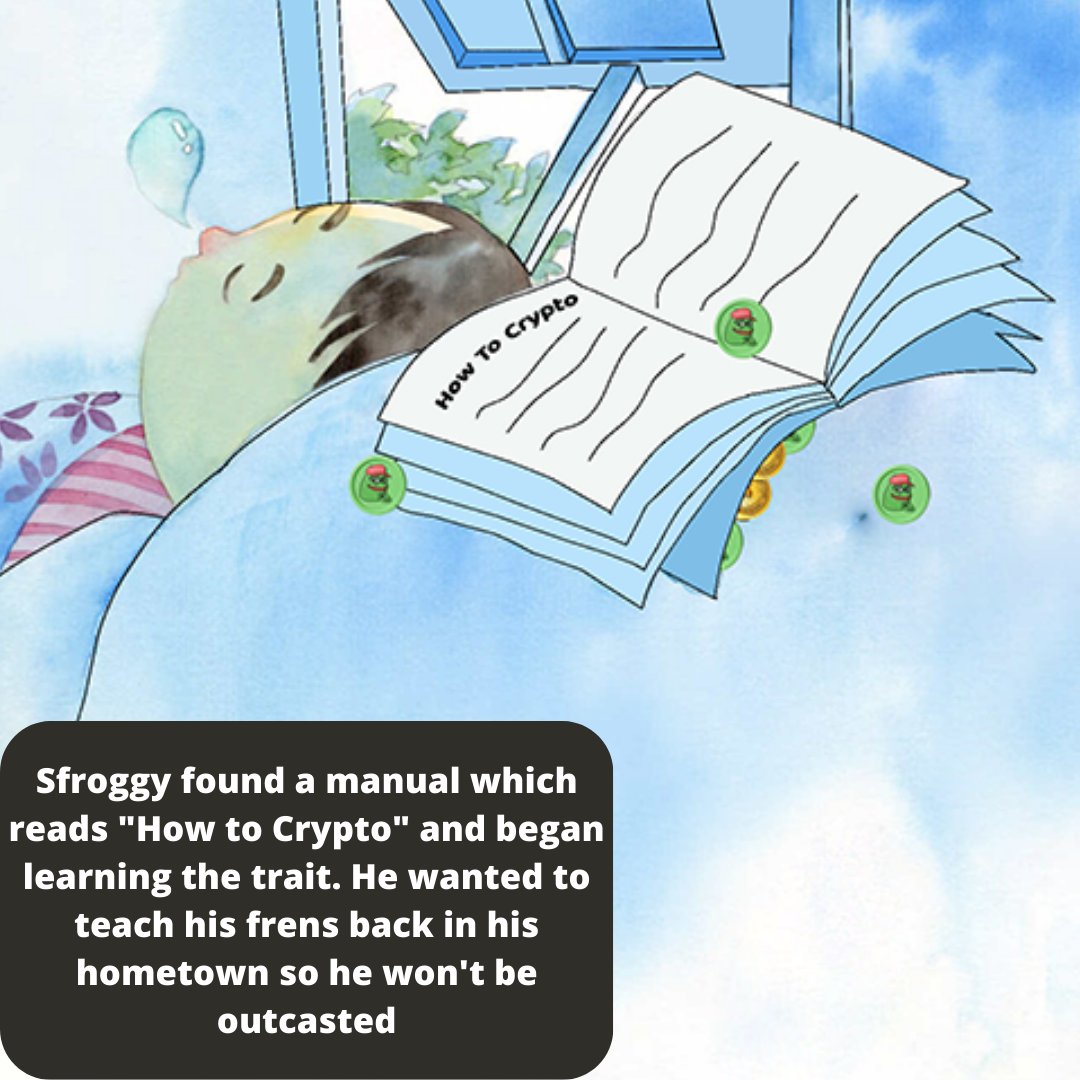 How To Crypto
Sfroggy found a manual which
reads "How to Crypto" and began
learning the trait. He wanted to
teach his frens back in his
hometown so he won't be
outcasted